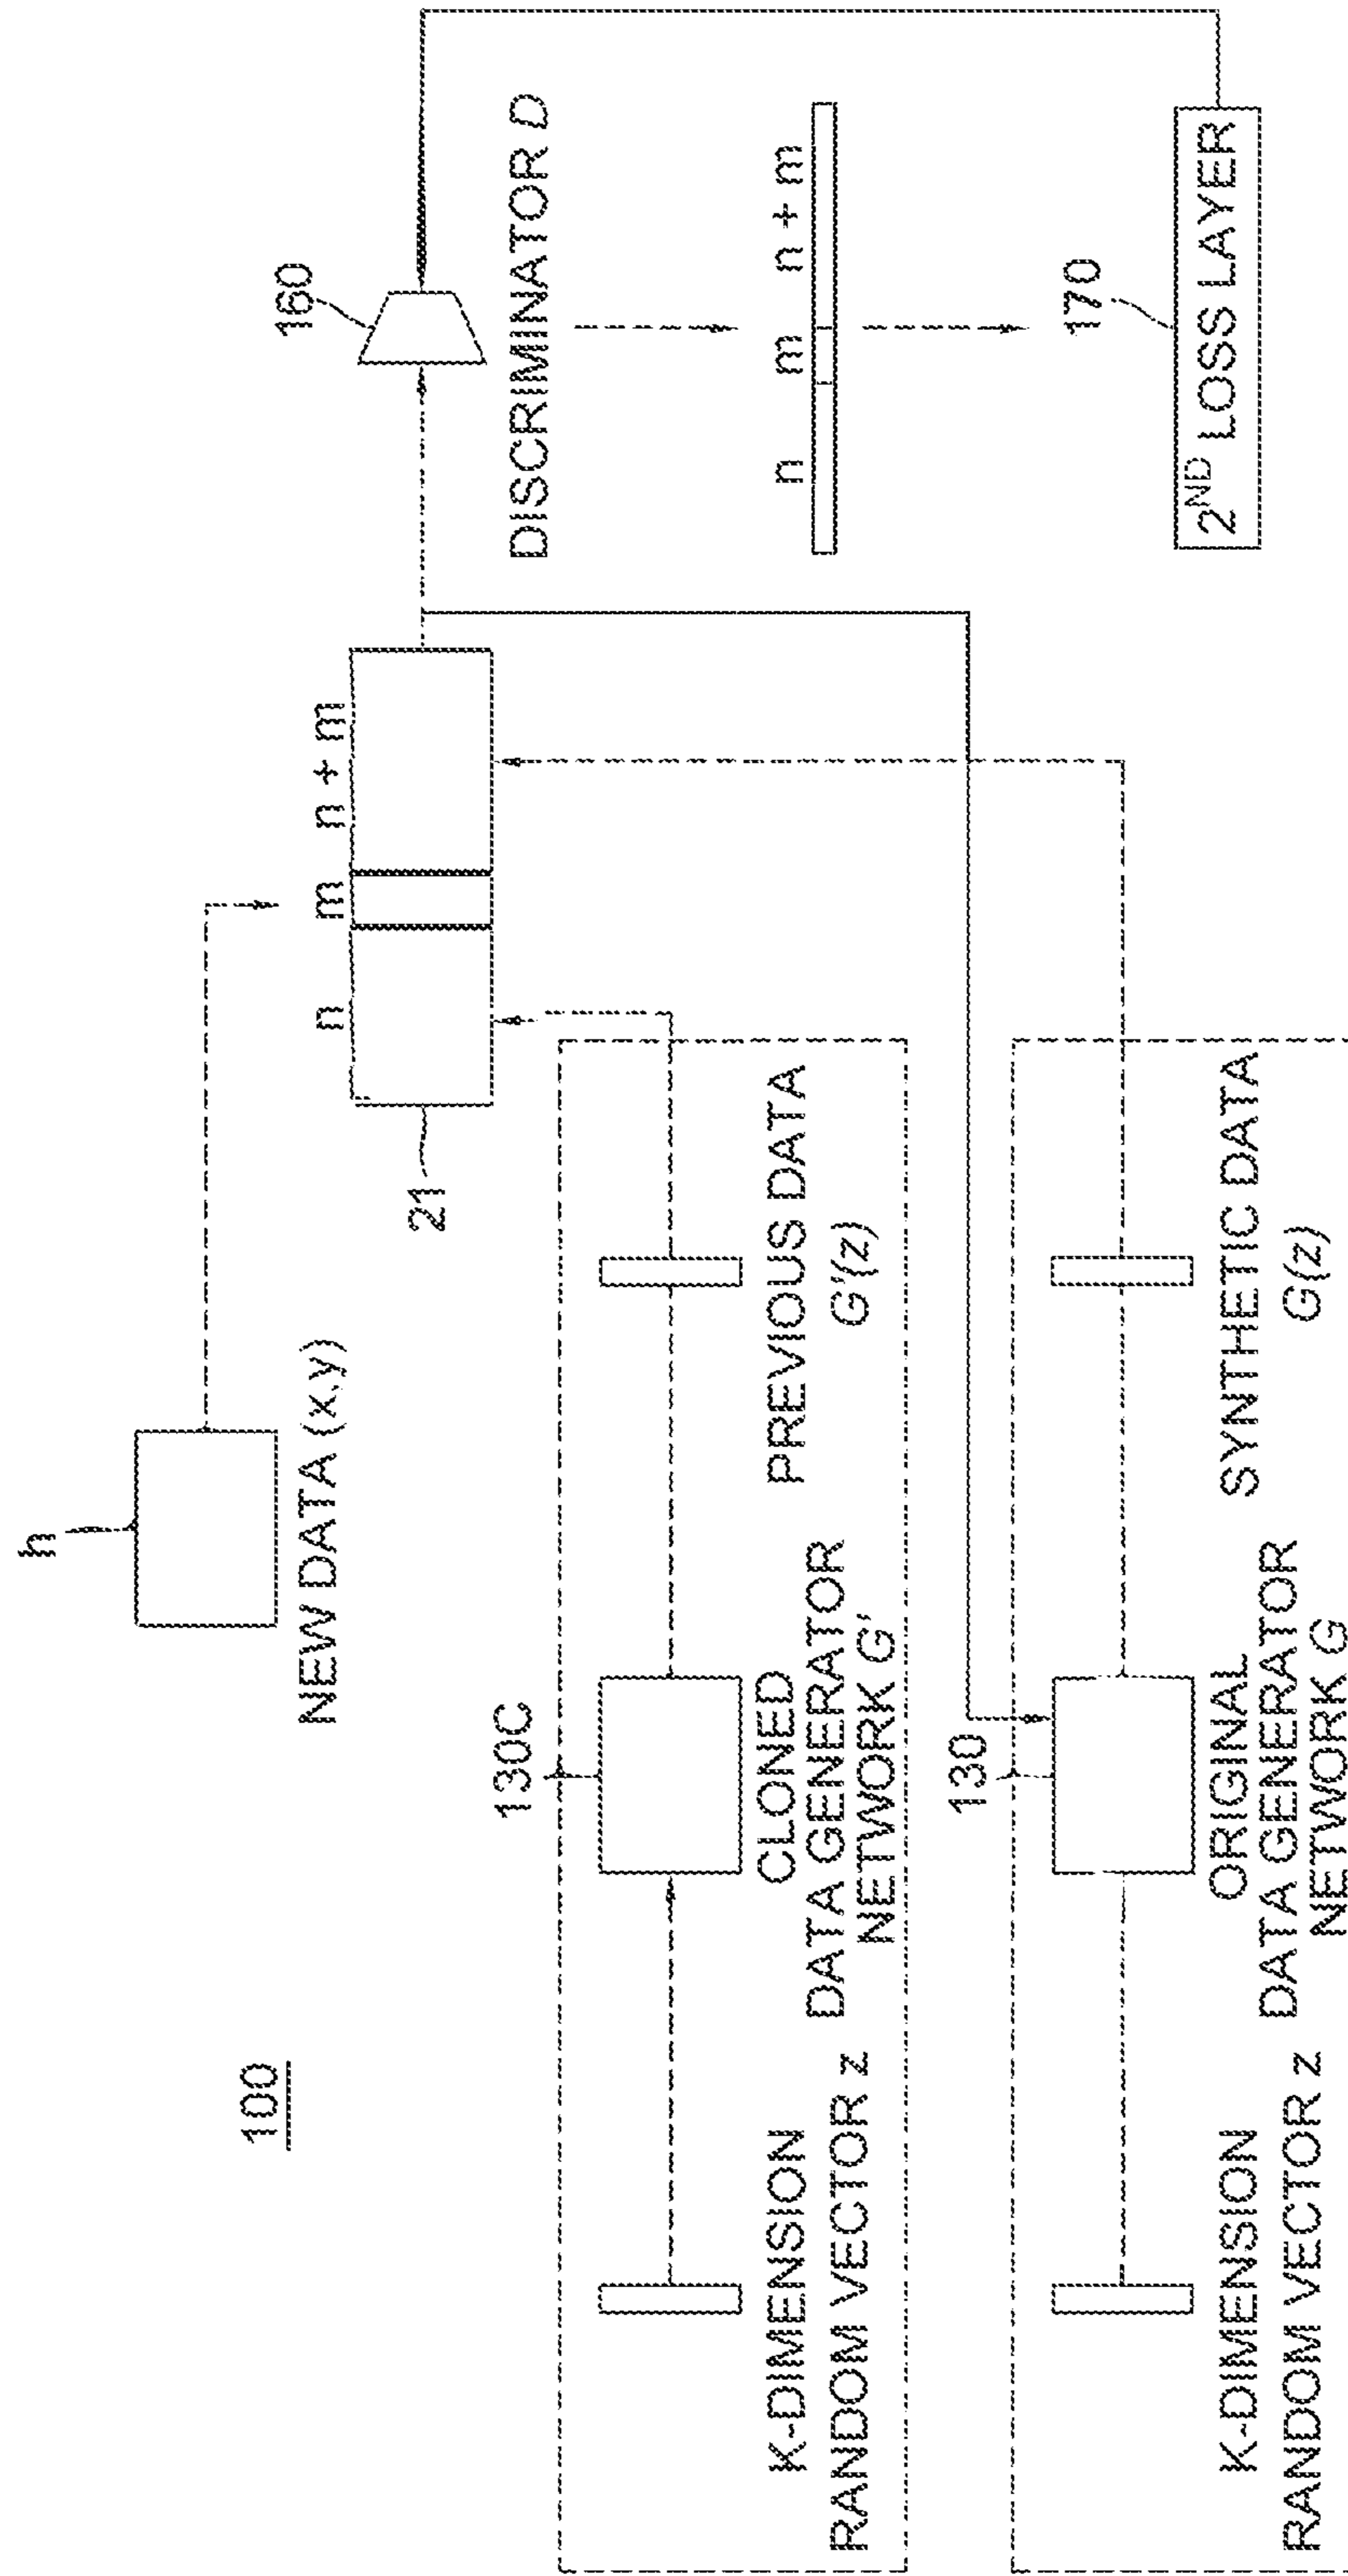 100
h
NEW DATA (x,y)
n
m
n + m
21
160
DISCRIMINATOR D
n
m
n + m
170
2ND LOSS LAYER
130C
K-DIMENSION
RANDOM VECTOR z
CLONED
DATA GENERATOR
NETWORK G'
PREVIOUS DATA
G'(z)
130
K-DIMENSION
RANDOM VECTOR z
ORIGINAL
DATA GENERATOR
NETWORK G
SYNTHETIC DATA
G(z)